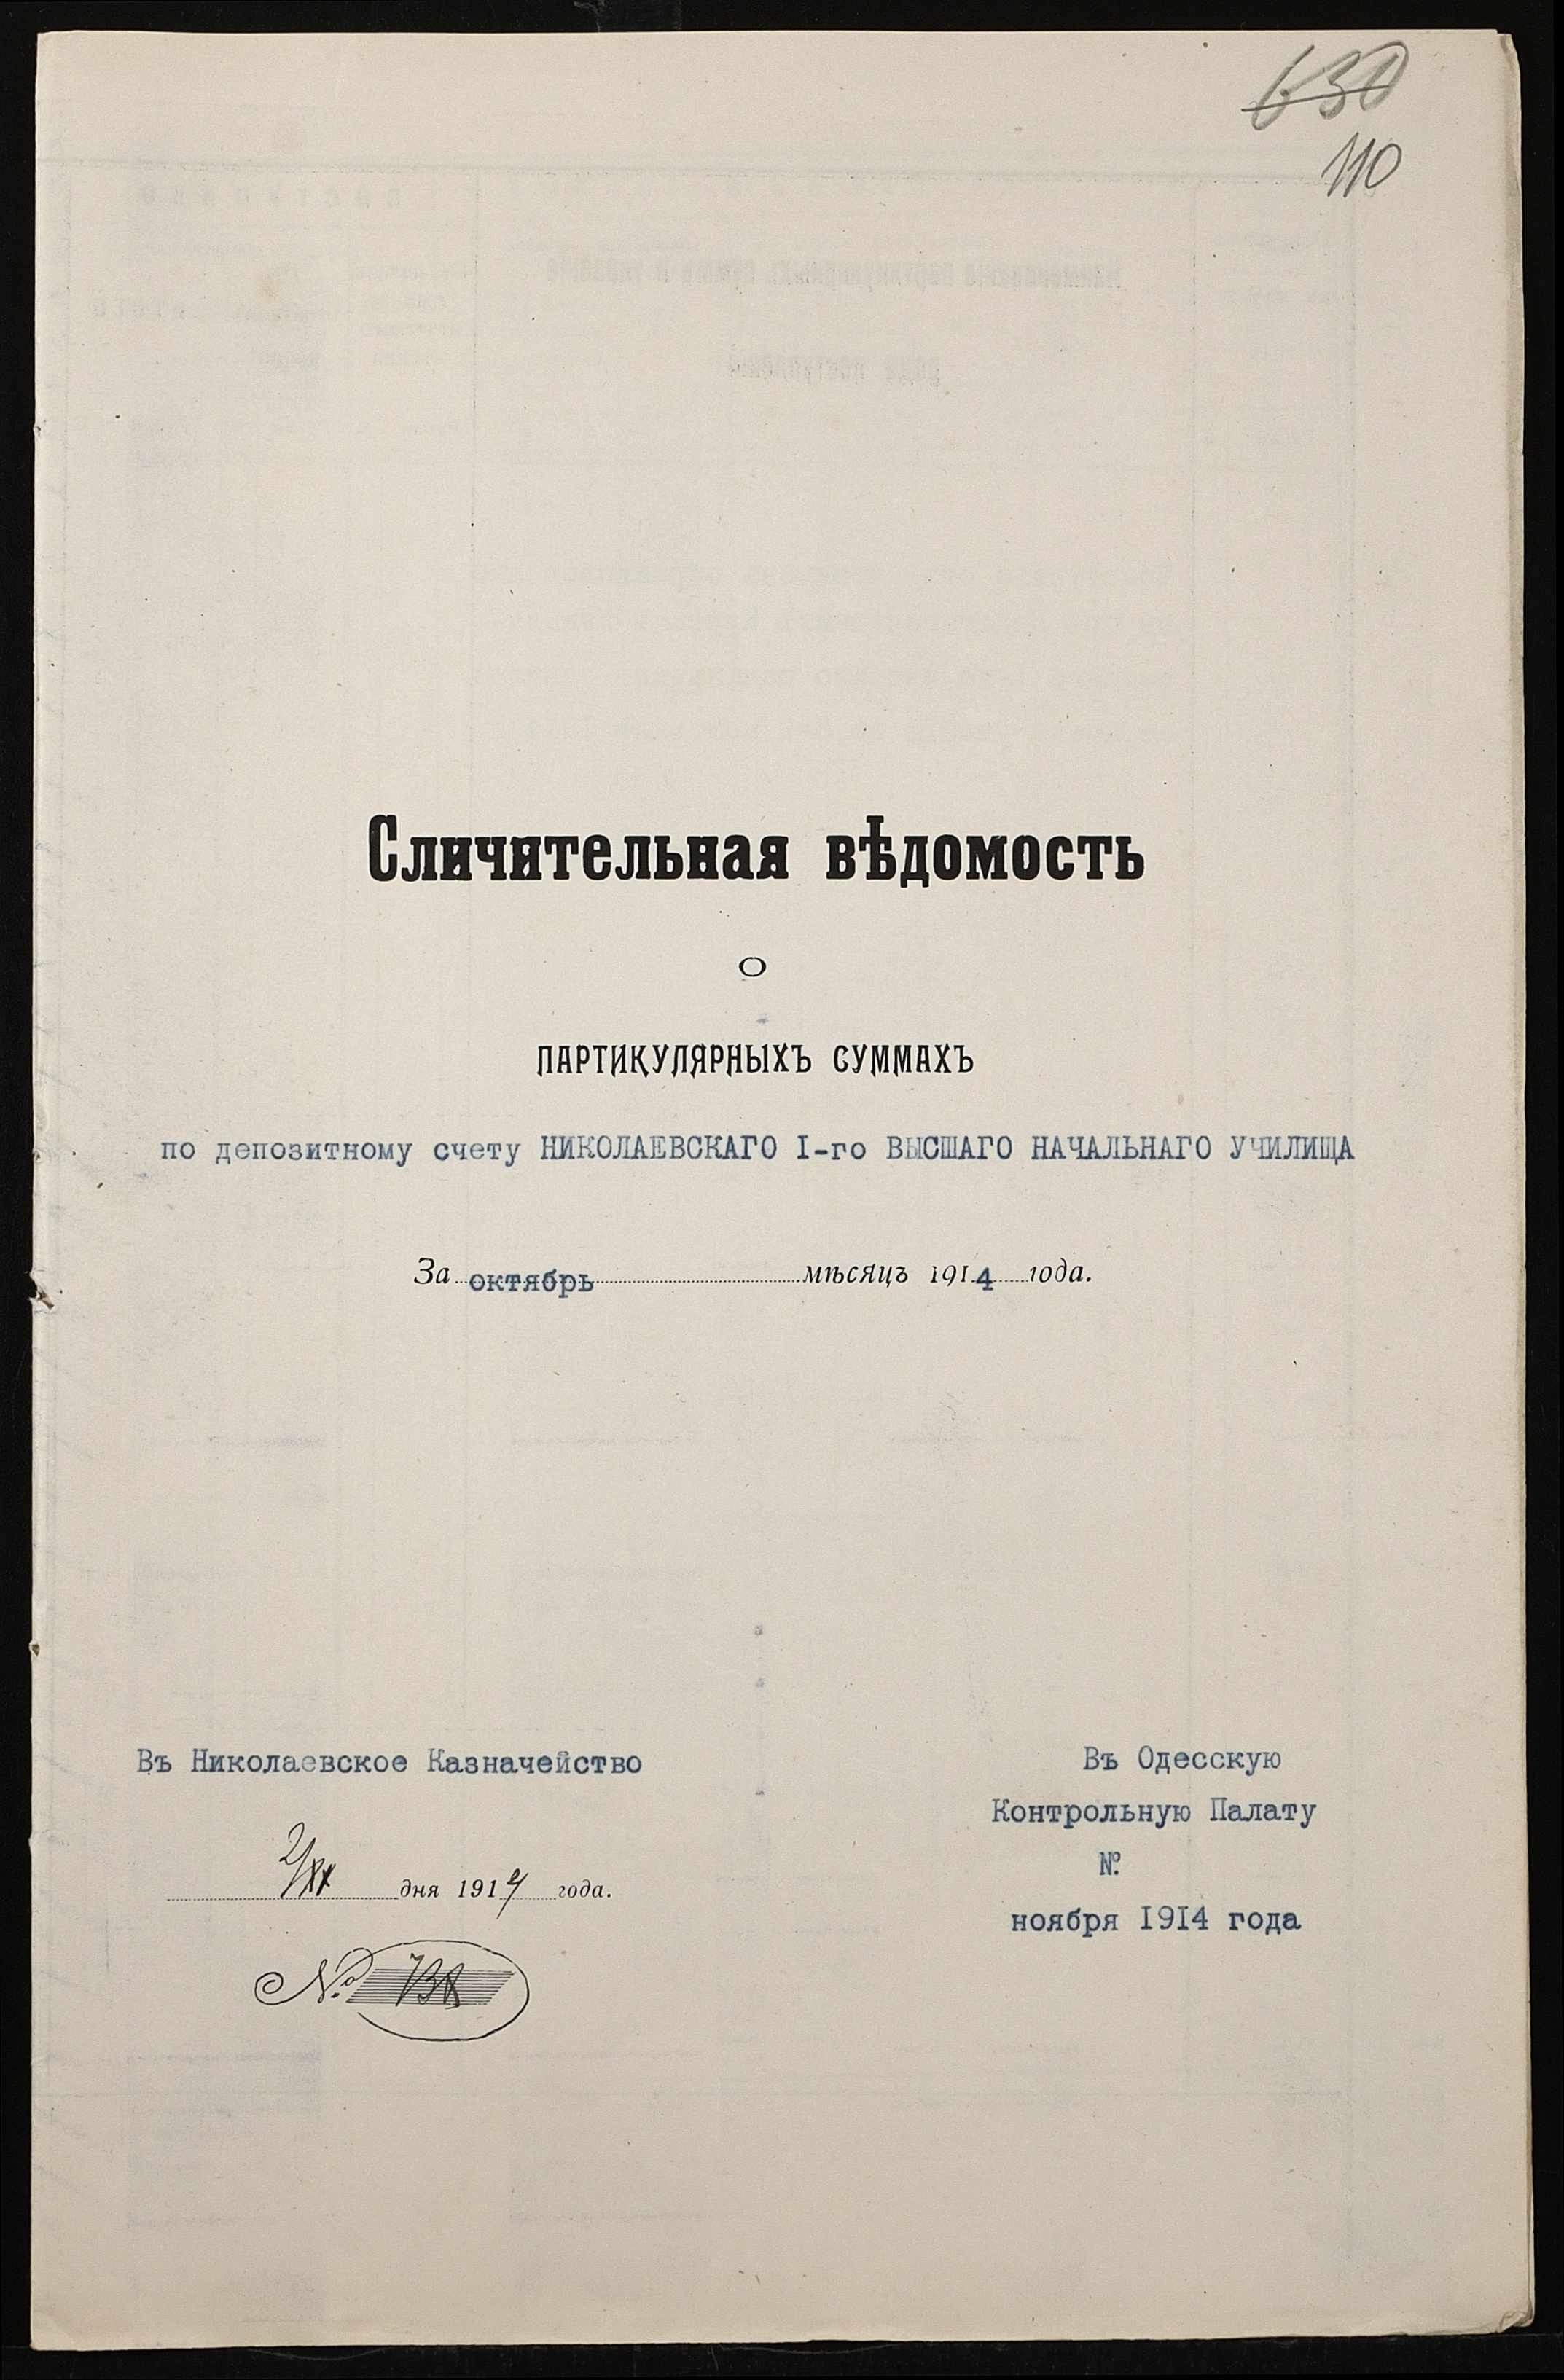 630
110
Сличительная вѣдомость
о
ПАРТИКУЛЯРНЫХЪ СУММАХЪ
по депозитному счету НИКОЛАЕВСКАГО I-го ВЫСШАГО НАЧАЛЬНАГО УЧИЛИЩА
За октябрь мѣсяцъ 1914 года.
Въ Николаевское Казначейство
дня 1914 года.
№
Въ Одесскую
Контрольную Палату
№
ноября 1914 года